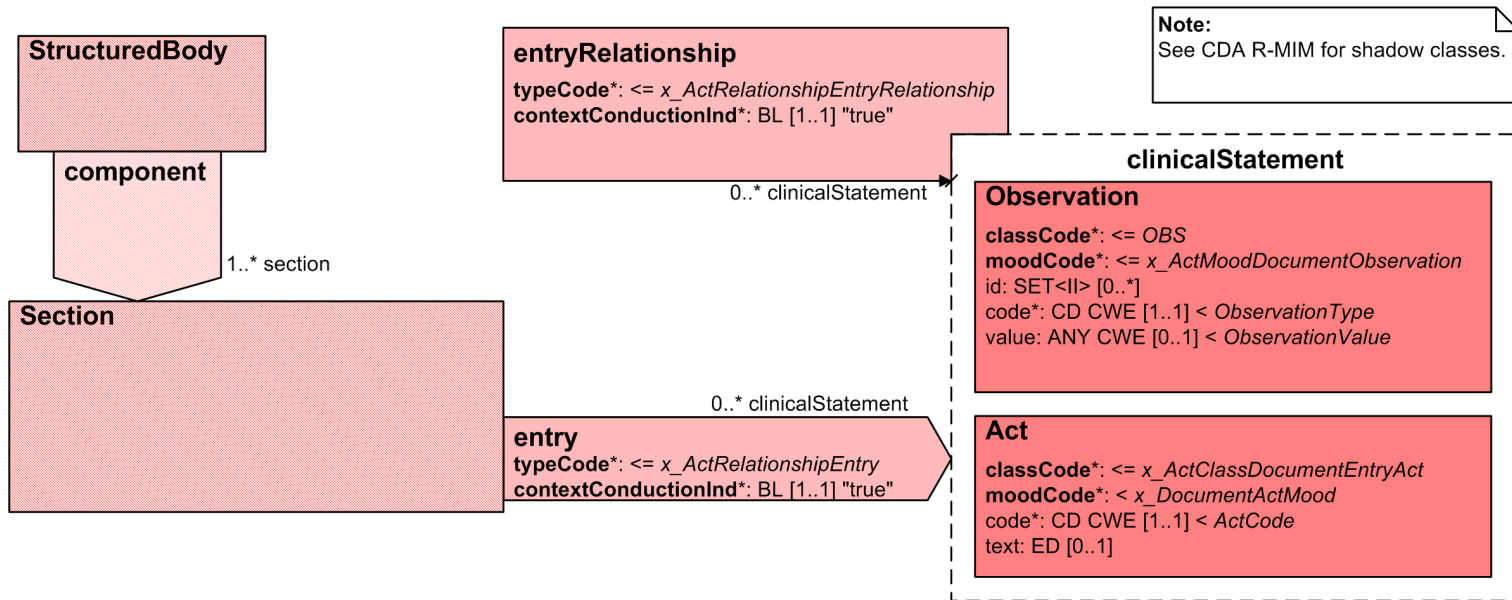 StructuredBody
component
1..* section
Section
entryRelationship
typeCode*: <= x_ActRelationshipEntryRelationship
contextConductionInd*: BL [1..1] "true"
0..* clinicalStatement
0..* clinicalStatement
entry
typeCode*: <= x_ActRelationshipEntry
contextConductionInd*: BL [1..1] "true"
Note:
See CDA R-MIM for shadow classes.
clinicalStatement
Observation
classCode*: <= OBS
moodCode*: <= x_ActMoodDocumentObservation
id: SET<II> [0..*]
code*: CD CWE [1..1] < ObservationType
value: ANY CWE [0..1] < ObservationValue
Act
classCode*: <= x_ActClassDocumentEntryAct
moodCode*: < x_DocumentActMood
code*: CD CWE [1..1] < ActCode
text: ED [0..1]